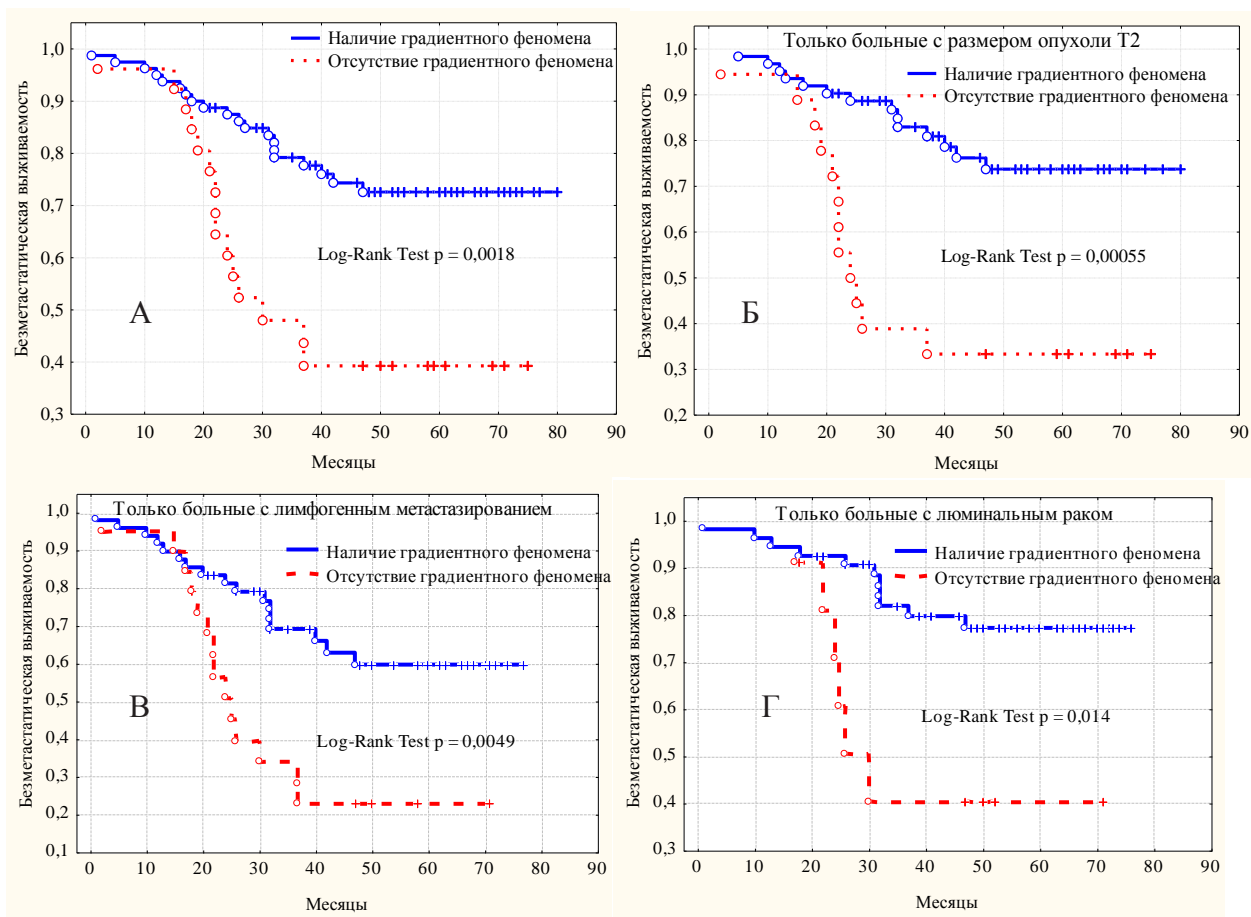 Наличие градиентного феномена
Отсутствие градиентного феномена
Безметастатическая выживаемость
1,0
0,9
0,8
0,7
0,6
0,5
0,4
0,3
Log-Rank Test p = 0,0018
А
0 10 20 30 40 50 60 70 80 90
Месяцы
Только больные с размером опухоли Т2
Наличие градиентного феномена
Отсутствие градиентного феномена
Безметастатическая выживаемость
1,0
0,9
0,8
0,7
0,6
0,5
0,4
0,3
0,2
Log-Rank Test p = 0,00055
Б
0 10 20 30 40 50 60 70 80 90
Месяцы
Только больные с лимфогенным метастазированием
Наличие градиентного феномена
Отсутствие градиентного феномена
Безметастатическая выживаемость
1,0
0,9
0,8
0,7
0,6
0,5
0,4
0,3
0,2
0,1
В
Log-Rank Test p = 0,0049
0 10 20 30 40 50 60 70 80 90
Месяцы
Только больные с люминальным раком
Наличие градиентного феномена
Отсутствие градиентного феномена
Безметастатическая выживаемость
1,0
0,9
0,8
0,7
0,6
0,5
0,4
0,3
Г
Log-Rank Test p = 0,014
0 10 20 30 40 50 60 70 80 90
Месяцы